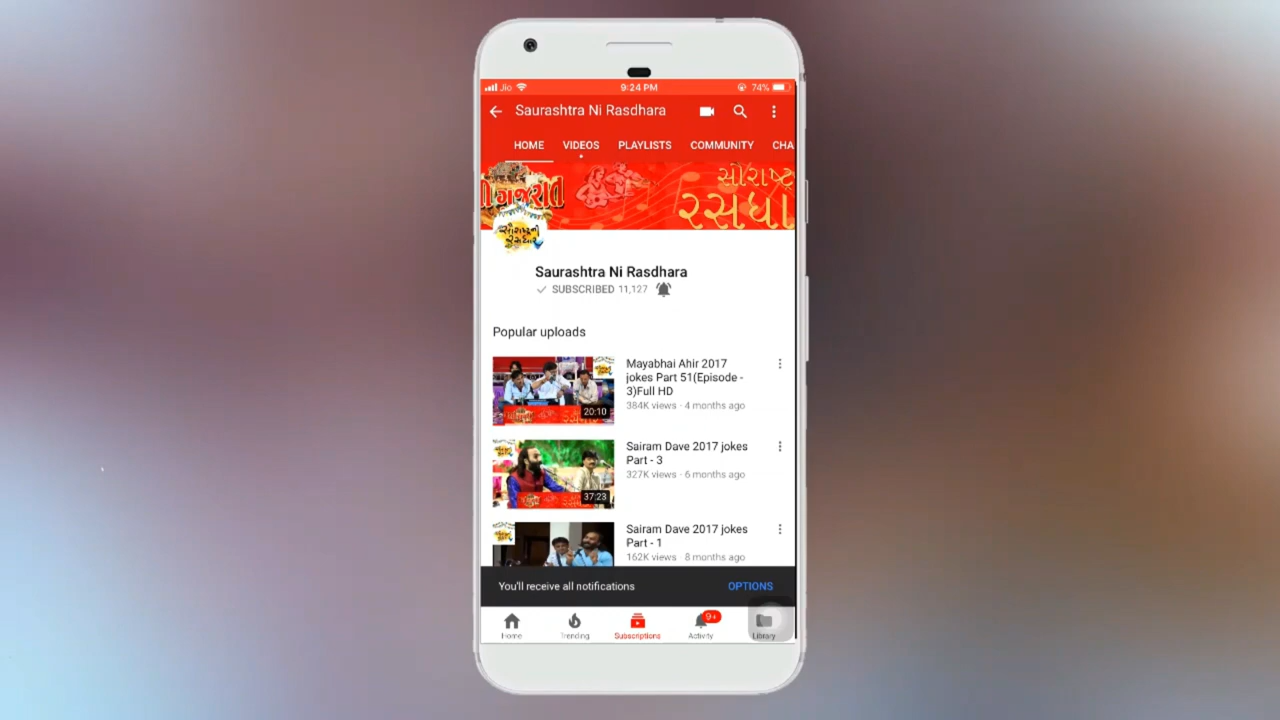 Jio 9:24 PM 74%
Saurashtra Ni Rasdhara
HOME VIDEOS PLAYLISTS COMMUNITY CHA
સૌરાષ્ટ્ર
ગુજરાત
રસધા
સૌરાષ્ટ્રની
રસધાર
Saurashtra Ni Rasdhara
SUBSCRIBED 11,127
Popular uploads
Mayabhai Ahir 2017
jokes Part 51(Episode -
3)Full HD
384K views · 4 months ago
20:10
Sairam Dave 2017 jokes
Part - 3
327K views · 6 months ago
37:23
Sairam Dave 2017 jokes
Part - 1
162K views · 8 months ago
You'll receive all notifications OPTIONS
9+
Home Trending Subscriptions Activity Library